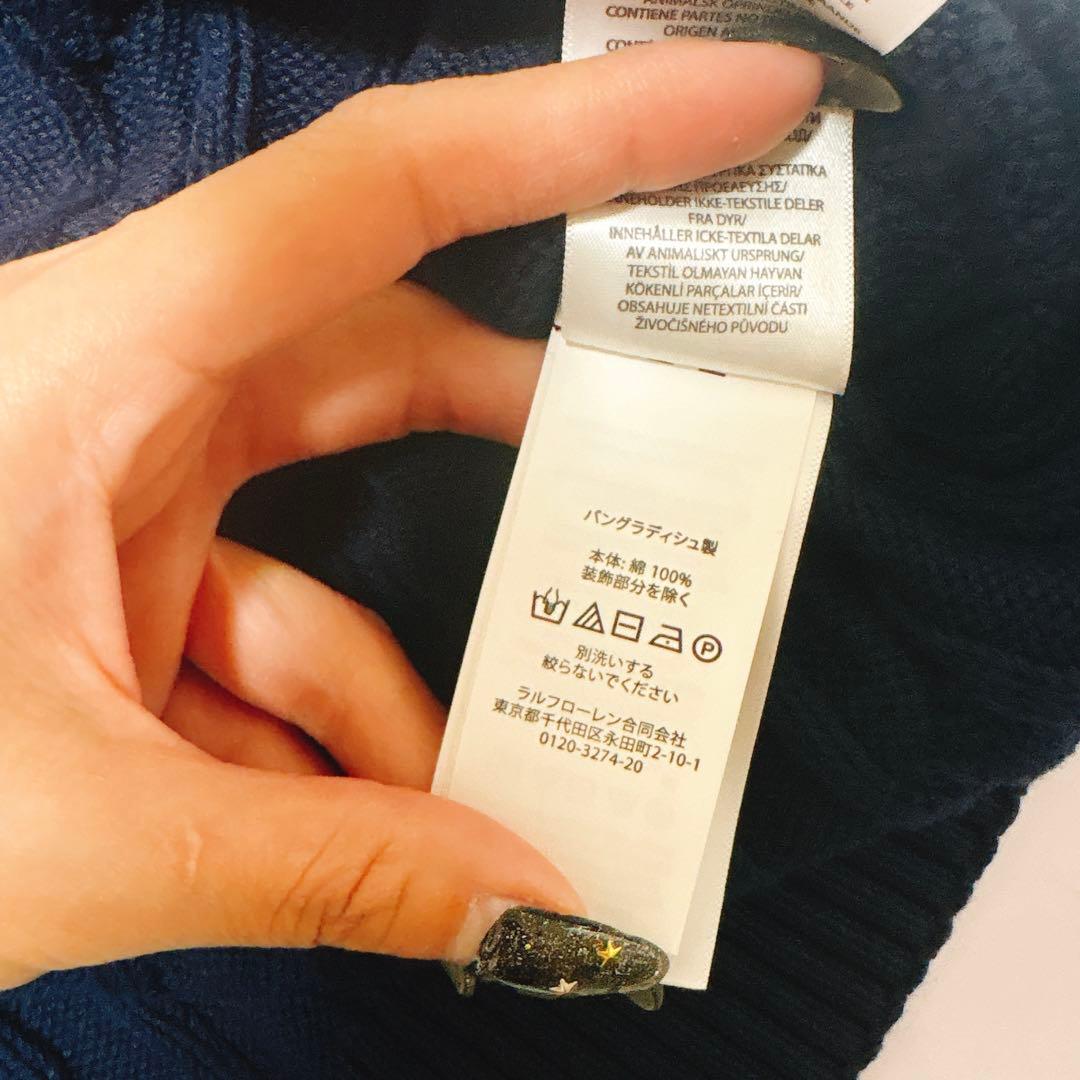 CONTIENE PARTES NO
ORIGEN
ΣΥΣΤΑΤΙΚΑ
ΠΡΟΕΛΕΥΣΗΣ/
INNEHOLDER IKKE-TEKSTILE DELER
FRA DYR/
INNEHÅLLER ICKE-TEXTILA DELAR
AV ANIMALISKT URSPRUNG/
TEKSTİL OLMAYAN HAYVAN
KÖKENLİ PARÇALAR İÇERİR/
OBSAHUJE NETEXTILNÍ ČÁSTI
ŽIVOČIŠNÉHO PŮVODU
バングラディシュ製
本体: 綿 100%
装飾部分を除く
P
別洗いする
絞らないでください
ラルフローレン合同会社
東京都千代田区永田町2-10-1
0120-3274-20